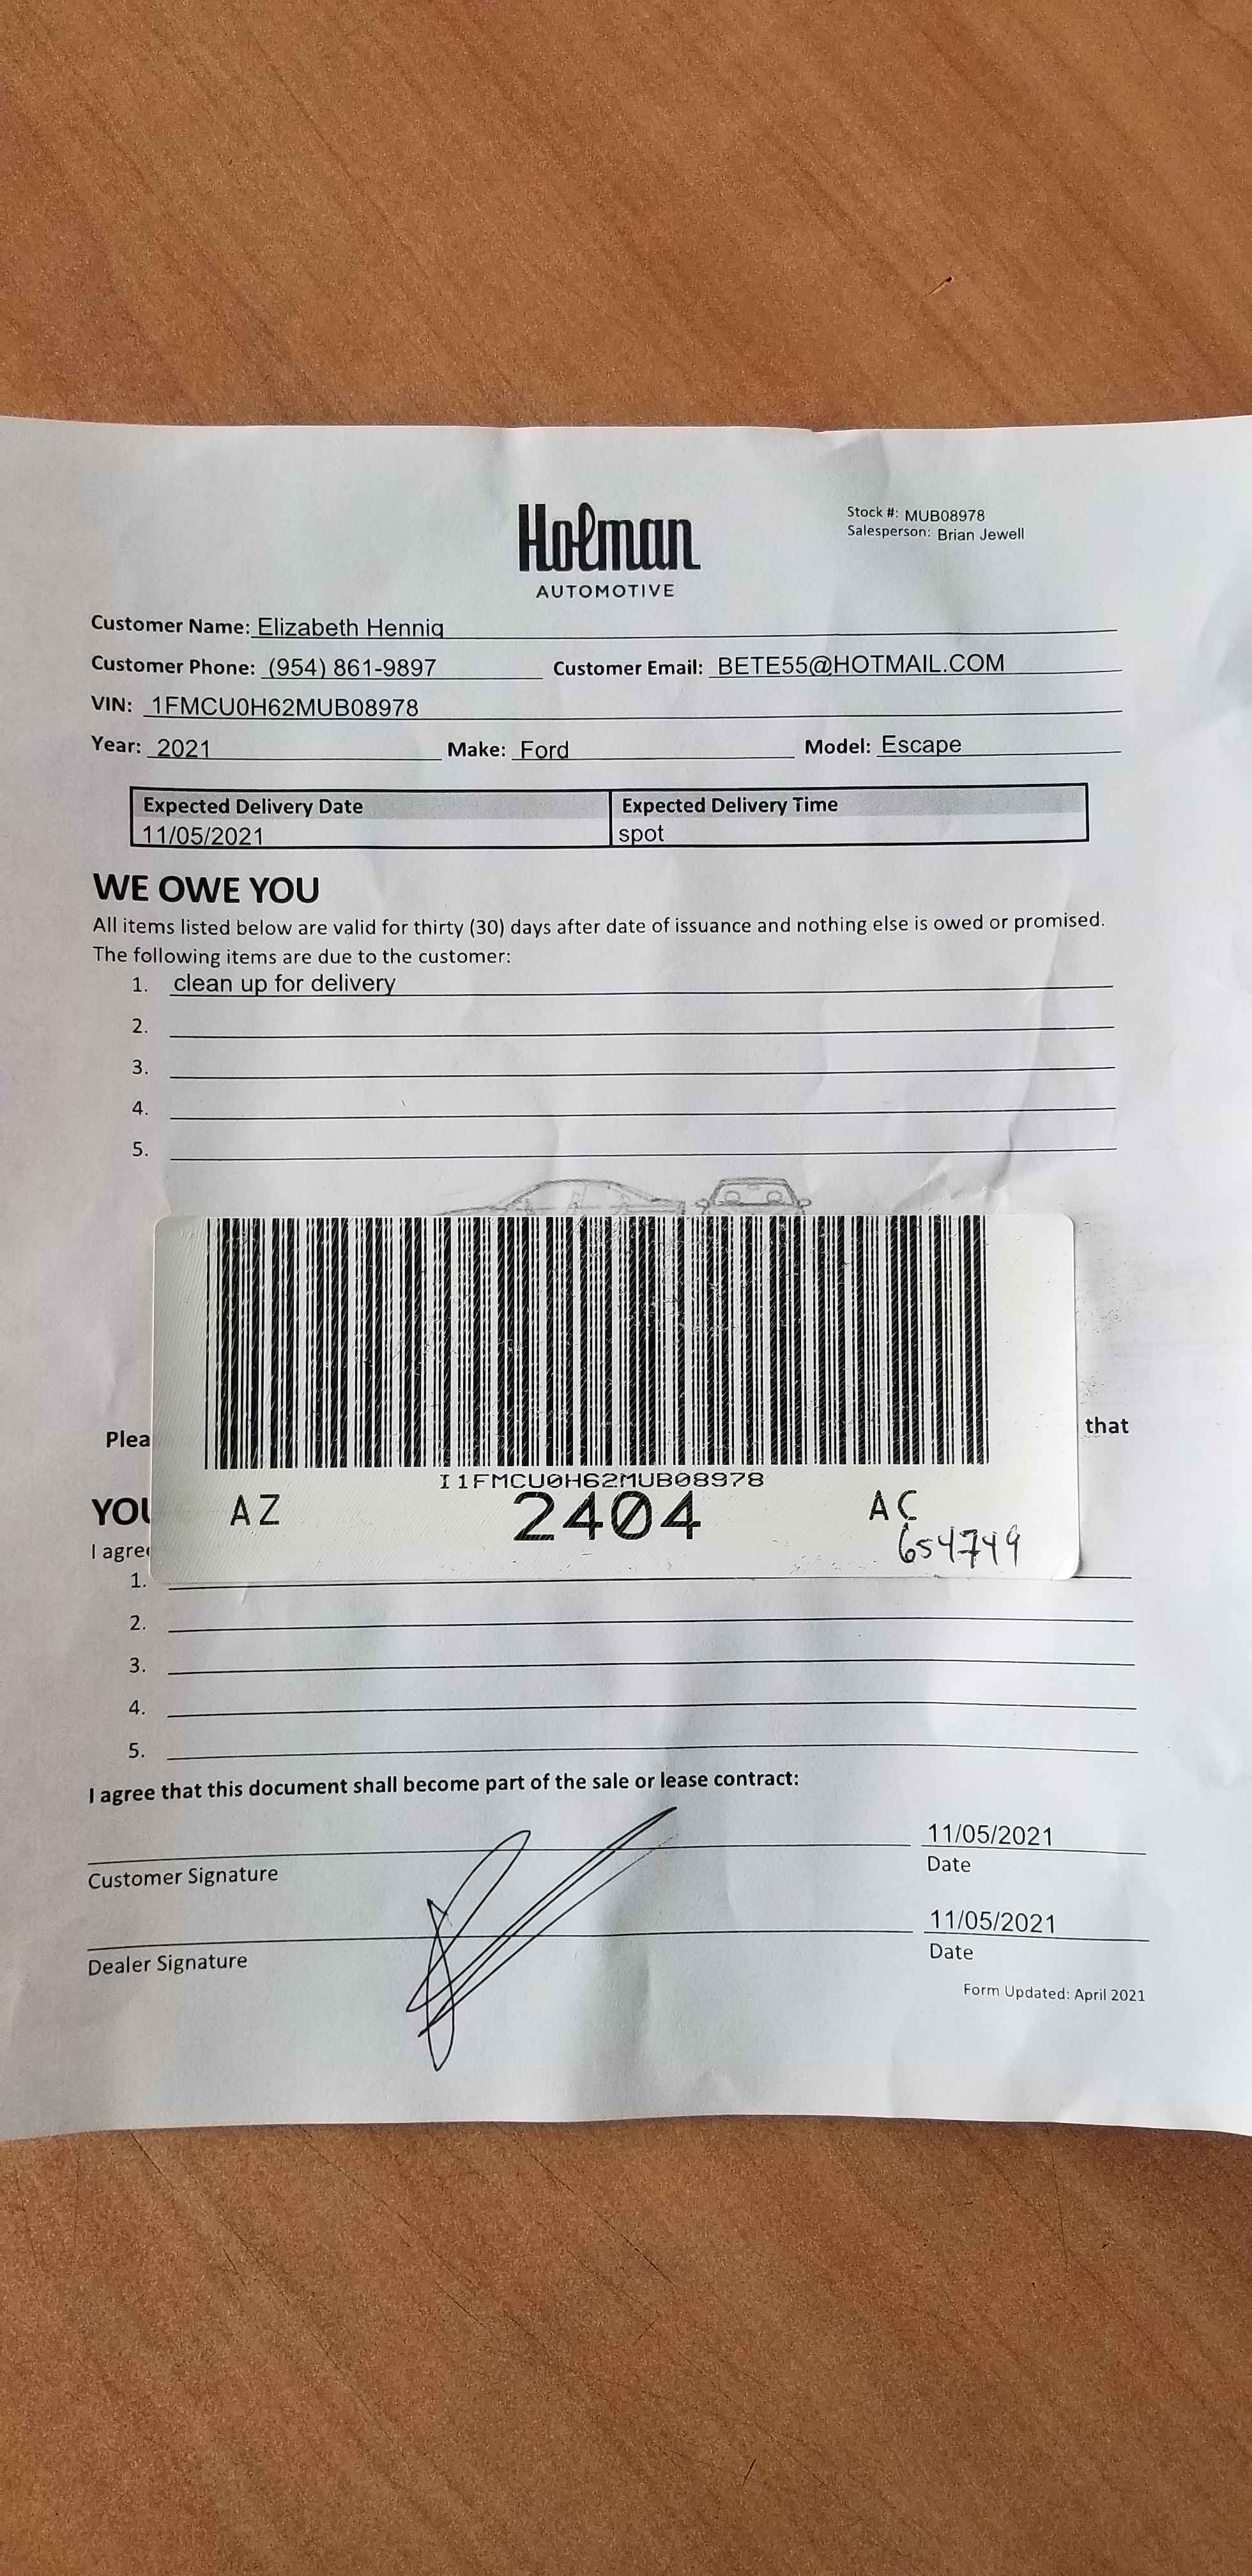 Holman
AUTOMOTIVE
Stock #: MUB08978
Salesperson: Brian Jewell
Customer Name: Elizabeth Hennig
Customer Phone: (954) 861-9897 Customer Email: BETE55@HOTMAIL.COM
VIN: 1FMCU0H62MUB08978
Year: 2021 Make: Ford Model: Escape
Expected Delivery Date Expected Delivery Time
11/05/2021 spot
WE OWE YOU
All items listed below are valid for thirty (30) days after date of issuance and nothing else is owed or promised.
The following items are due to the customer:
1. clean up for delivery
2.
3.
4.
5.
Plea that
I1FMCU0H62MUB08978
YOU AZ 2404 AC
654749
I agree
1.
2.
3.
4.
5.
I agree that this document shall become part of the sale or lease contract:
11/05/2021
Customer Signature Date
11/05/2021
Dealer Signature Date
Form Updated: April 2021